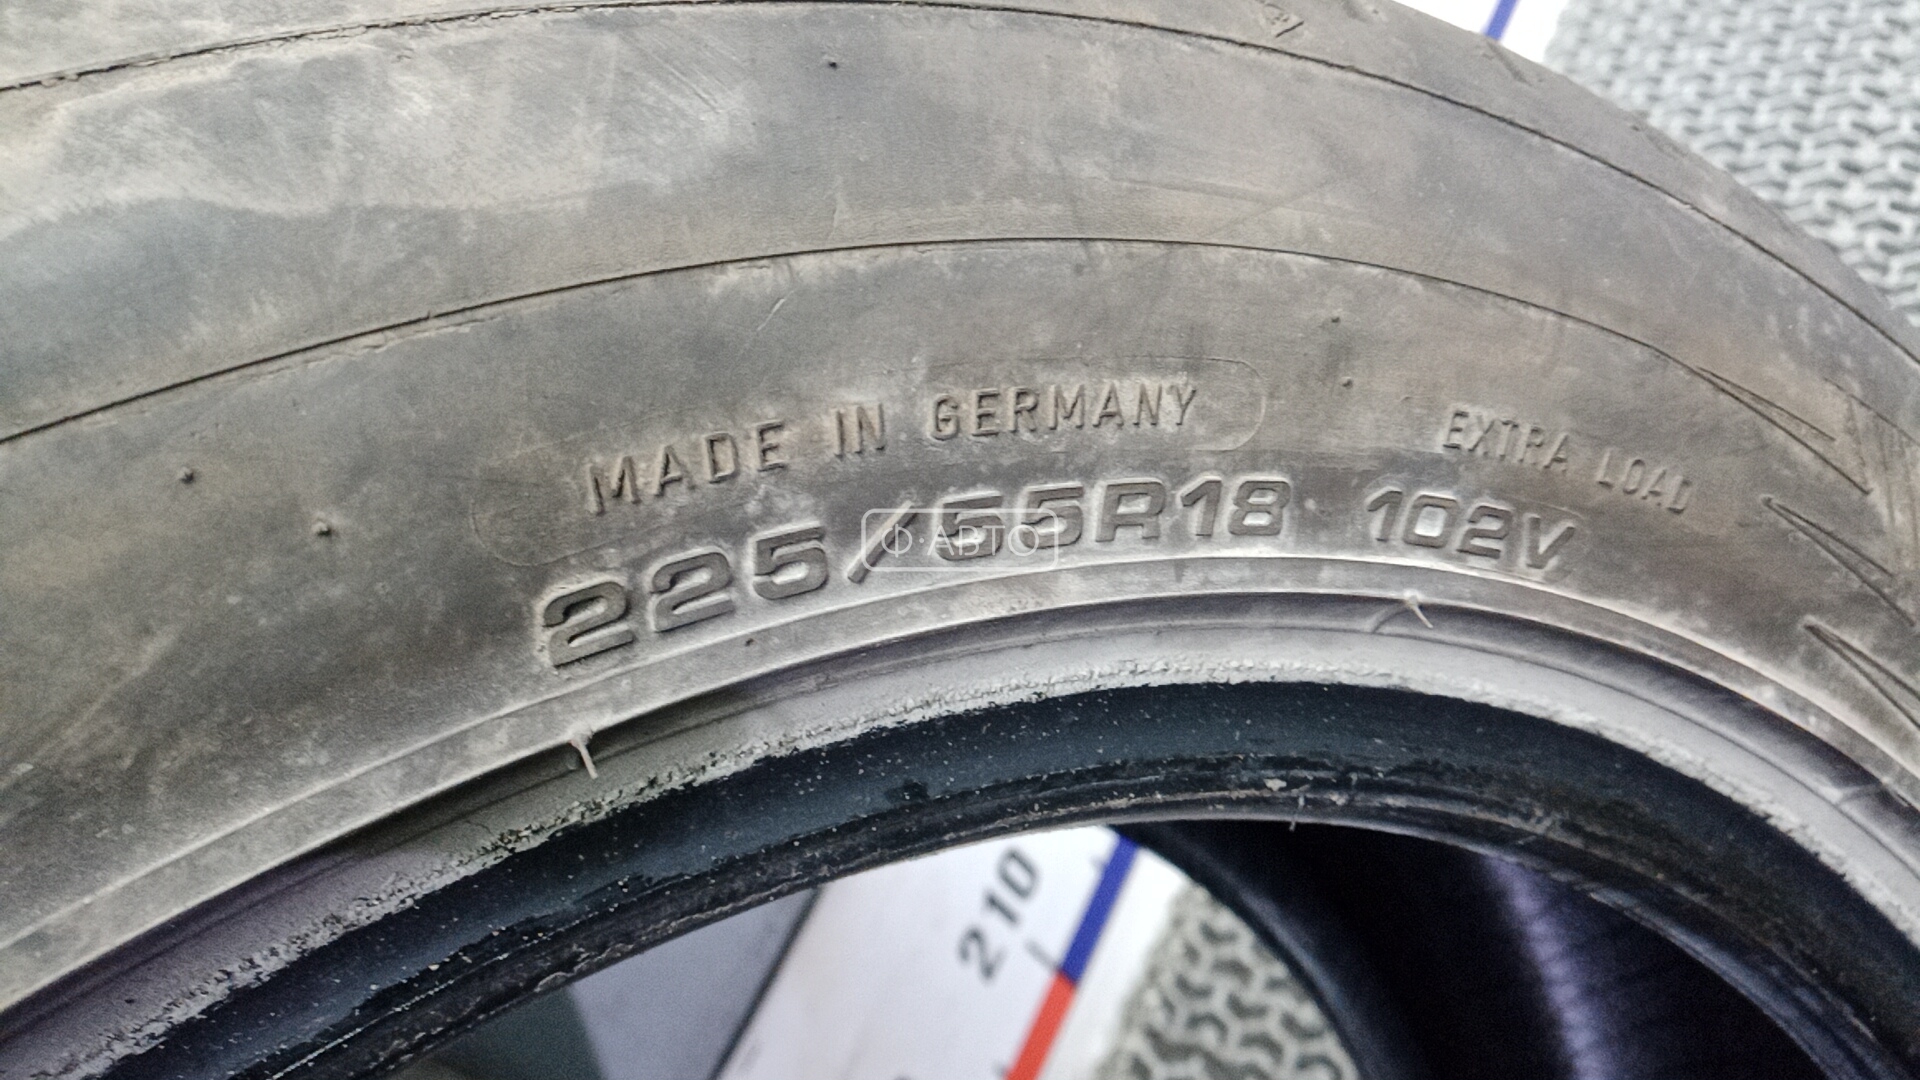 MADE IN GERMANY
EXTRA LOAD
225/55R18 102V
Ф·АВТО
210